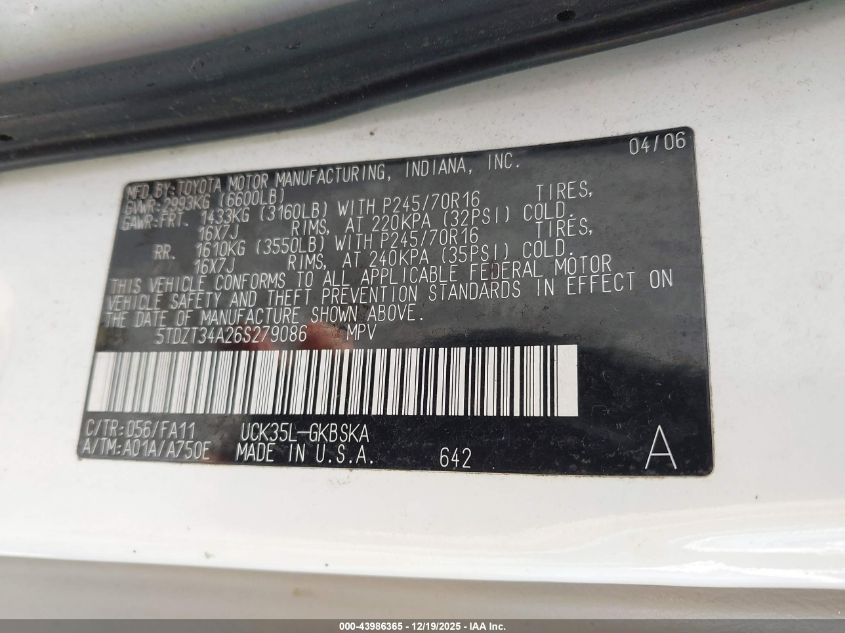 04/06
MFD.BY:TOYOTA MOTOR MANUFACTURING, INDIANA, INC.
GVWR:2993KG (6600LB)
GAWR:FRT. 1433KG (3160LB) WITH P245/70R16 TIRES,
16X7J RIMS, AT 220KPA (32PSI) COLD.
RR. 1610KG (3550LB) WITH P245/70R16 TIRES,
16X7J RIMS, AT 240KPA (35PSI) COLD.
THIS VEHICLE CONFORMS TO ALL APPLICABLE FEDERAL MOTOR
VEHICLE SAFETY AND THEFT PREVENTION STANDARDS IN EFFECT ON
THE DATE OF MANUFACTURE SHOWN ABOVE.
5TDZT34A26S279086 MPV
C/TR:056/FA11 UCK35L-GKBSKA
A/TM:A01A/A750E MADE IN U.S.A. 642 A
000-43986365 - 12/19/2025 - IAA Inc.